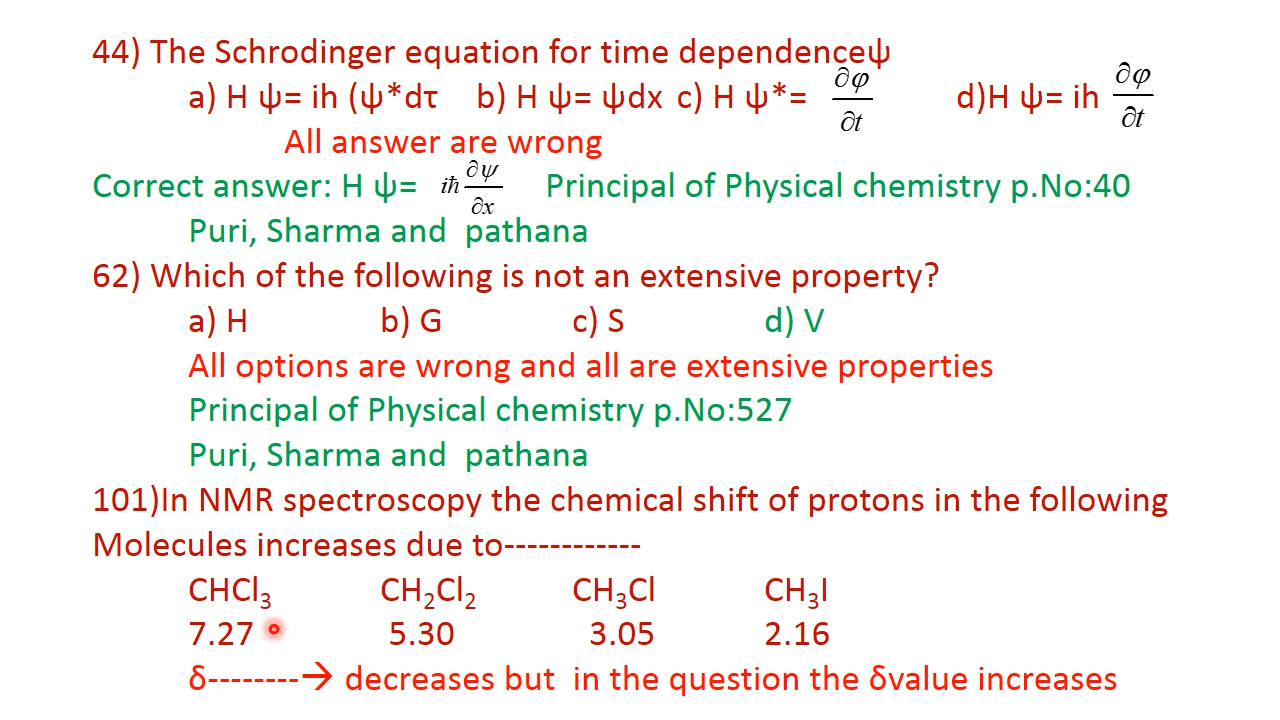 44) The Schrodinger equation for time dependenceψ
a) H ψ= ih (ψ*dτ b) H ψ= ψdx c) H ψ*= ∂φ/∂t d)H ψ= ih ∂φ/∂t
All answer are wrong
Correct answer: H ψ= iħ ∂ψ/∂x Principal of Physical chemistry p.No:40
Puri, Sharma and pathana
62) Which of the following is not an extensive property?
a) H b) G c) S d) V
All options are wrong and all are extensive properties
Principal of Physical chemistry p.No:527
Puri, Sharma and pathana
101)In NMR spectroscopy the chemical shift of protons in the following
Molecules increases due to------------
CHCl₃ CH₂Cl₂ CH₃Cl CH₃I
7.27 5.30 3.05 2.16
δ--------→ decreases but in the question the δvalue increases